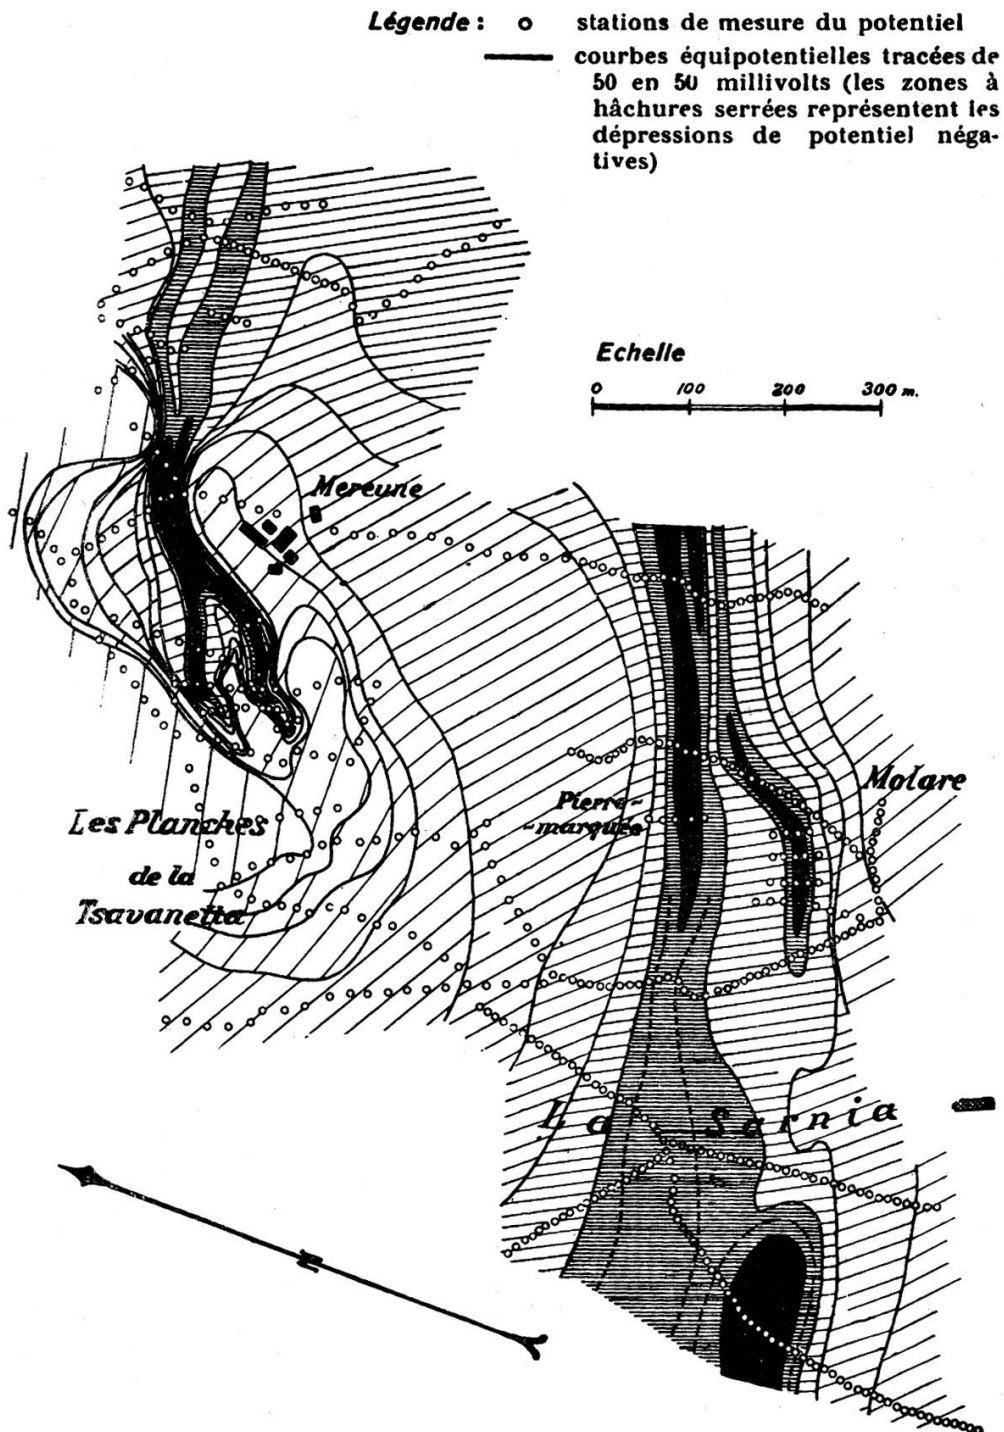 Légende : o stations de mesure du potentiel
courbes équipotentielles tracées de
50 en 50 millivolts (les zones à
hâchures serrées représentent les
dépressions de potentiel néga-
tives)
Echelle
0 100 200 300 m.
Mereune
Molare
Pierre-
-marquée
Les Planches
de la
Tsavanetta
La Sarnia
N